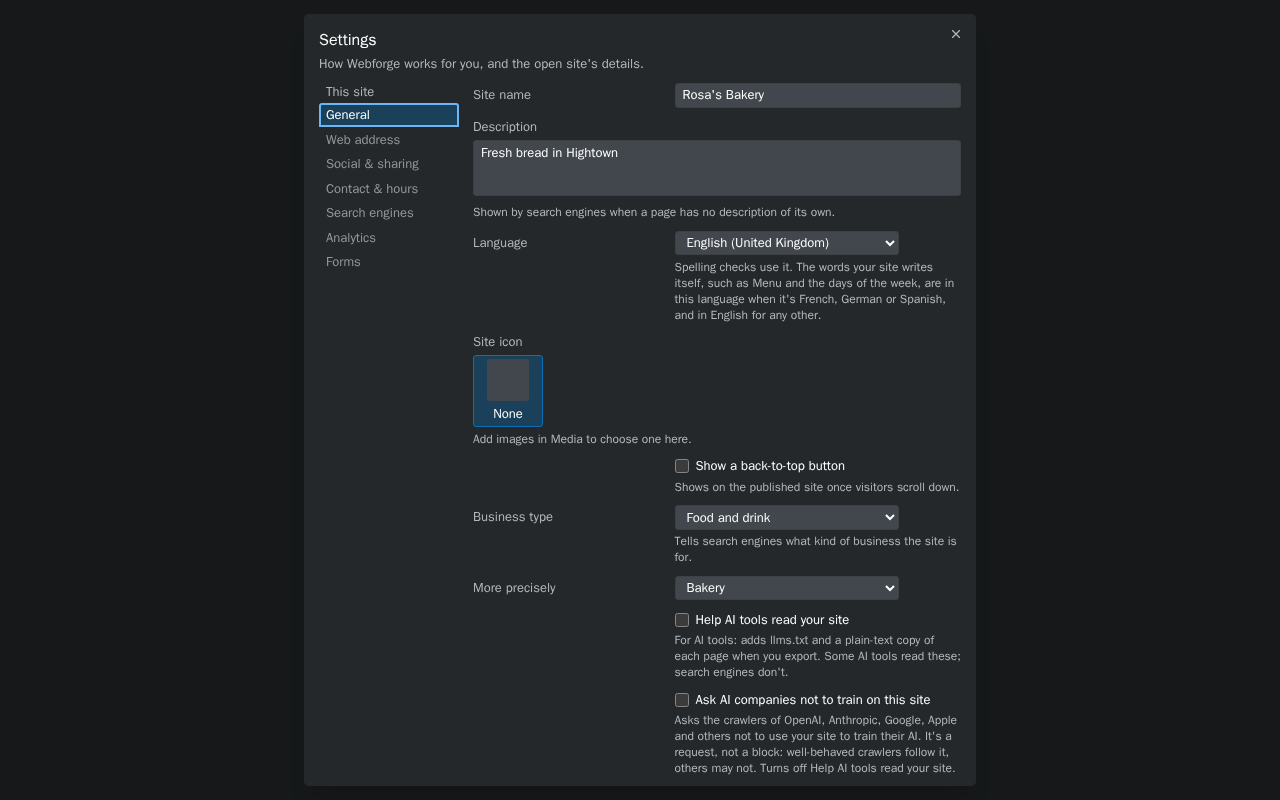 Settings
×
How Webforge works for you, and the open site's details.
This site
General
Web address
Social & sharing
Contact & hours
Search engines
Analytics
Forms
Site name
Rosa's Bakery
Description
Fresh bread in Hightown
Shown by search engines when a page has no description of its own.
Language
English (United Kingdom)
Spelling checks use it. The words your site writes
itself, such as Menu and the days of the week, are in
this language when it's French, German or Spanish,
and in English for any other.
Site icon
None
Add images in Media to choose one here.
Show a back-to-top button
Shows on the published site once visitors scroll down.
Business type
Food and drink
Tells search engines what kind of business the site is
for.
More precisely
Bakery
Help AI tools read your site
For AI tools: adds llms.txt and a plain-text copy of
each page when you export. Some AI tools read these;
search engines don't.
Ask AI companies not to train on this site
Asks the crawlers of OpenAI, Anthropic, Google, Apple
and others not to use your site to train their AI. It's a
request, not a block: well-behaved crawlers follow it,
others may not. Turns off Help AI tools read your site.